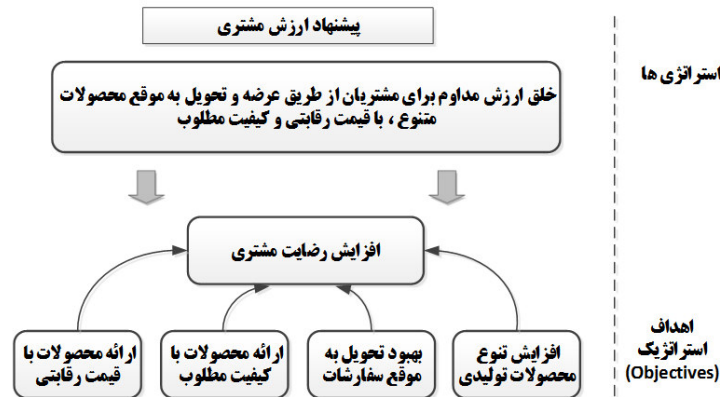 پیشنهاد ارزش مشتری
استراتژی ها
خلق ارزش مداوم برای مشتریان از طریق عرضه و تحویل به موقع محصولات
متنوع ، با قیمت رقابتی و کیفیت مطلوب
افزایش رضایت مشتری
اهداف
استراتژیک
(Objectives)
افزایش تنوع
محصولات تولیدی
بهبود تحویل به
موقع سفارشات
ارائه محصولات با
کیفیت مطلوب
ارائه محصولات با
قیمت رقابتی